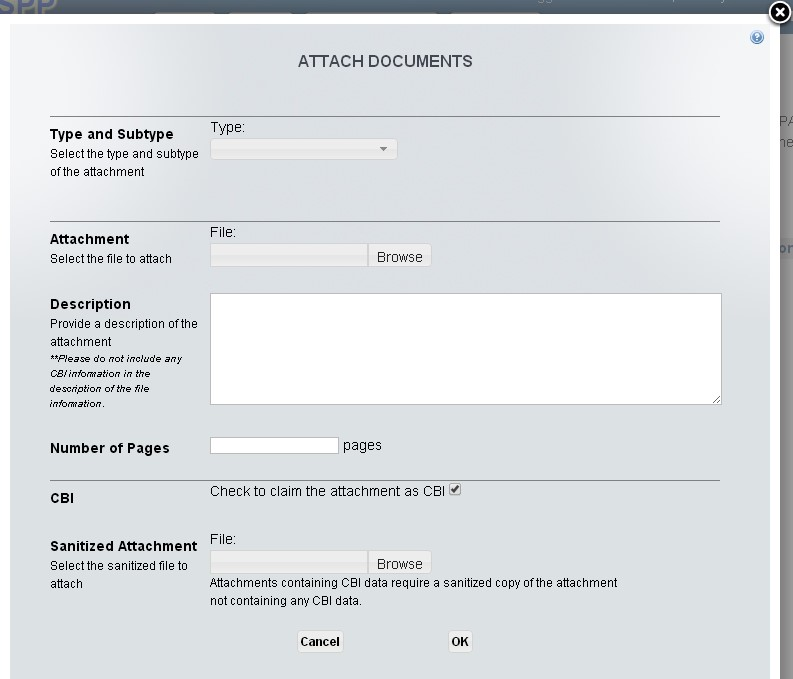 SPP
ATTACH DOCUMENTS
Type and Subtype
Select the type and subtype
of the attachment
Type:
Attachment
Select the file to attach
File:
Browse
Description
Provide a description of the
attachment
**Please do not include any
CBI information in the
description of the file
information.
Number of Pages
pages
CBI
Check to claim the attachment as CBI
Sanitized Attachment
Select the sanitized file to
attach
File:
Browse
Attachments containing CBI data require a sanitized copy of the attachment
not containing any CBI data.
Cancel
OK